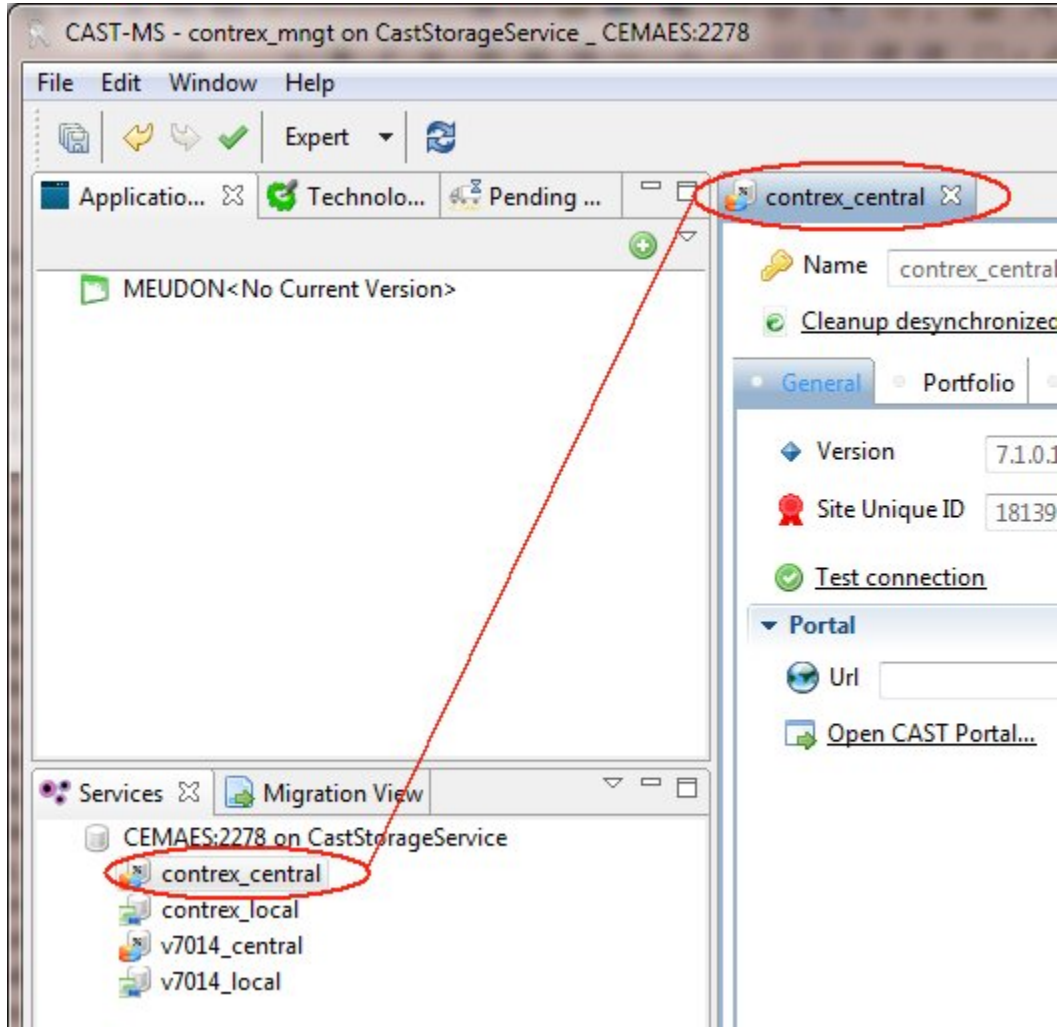 CAST-MS - contrex_mngt on CastStorageService _ CEMAES:2278
File Edit Window Help
Expert
Applicatio... Technolo... Pending ...
MEUDON<No Current Version>
Services Migration View
CEMAES:2278 on CastStorageService
contrex_central
contrex_local
v7014_central
v7014_local
contrex_central
Name contrex_central
Cleanup desynchronized
General Portfolio
Version 7.1.0.1
Site Unique ID 18139
Test connection
Portal
Url
Open CAST Portal...